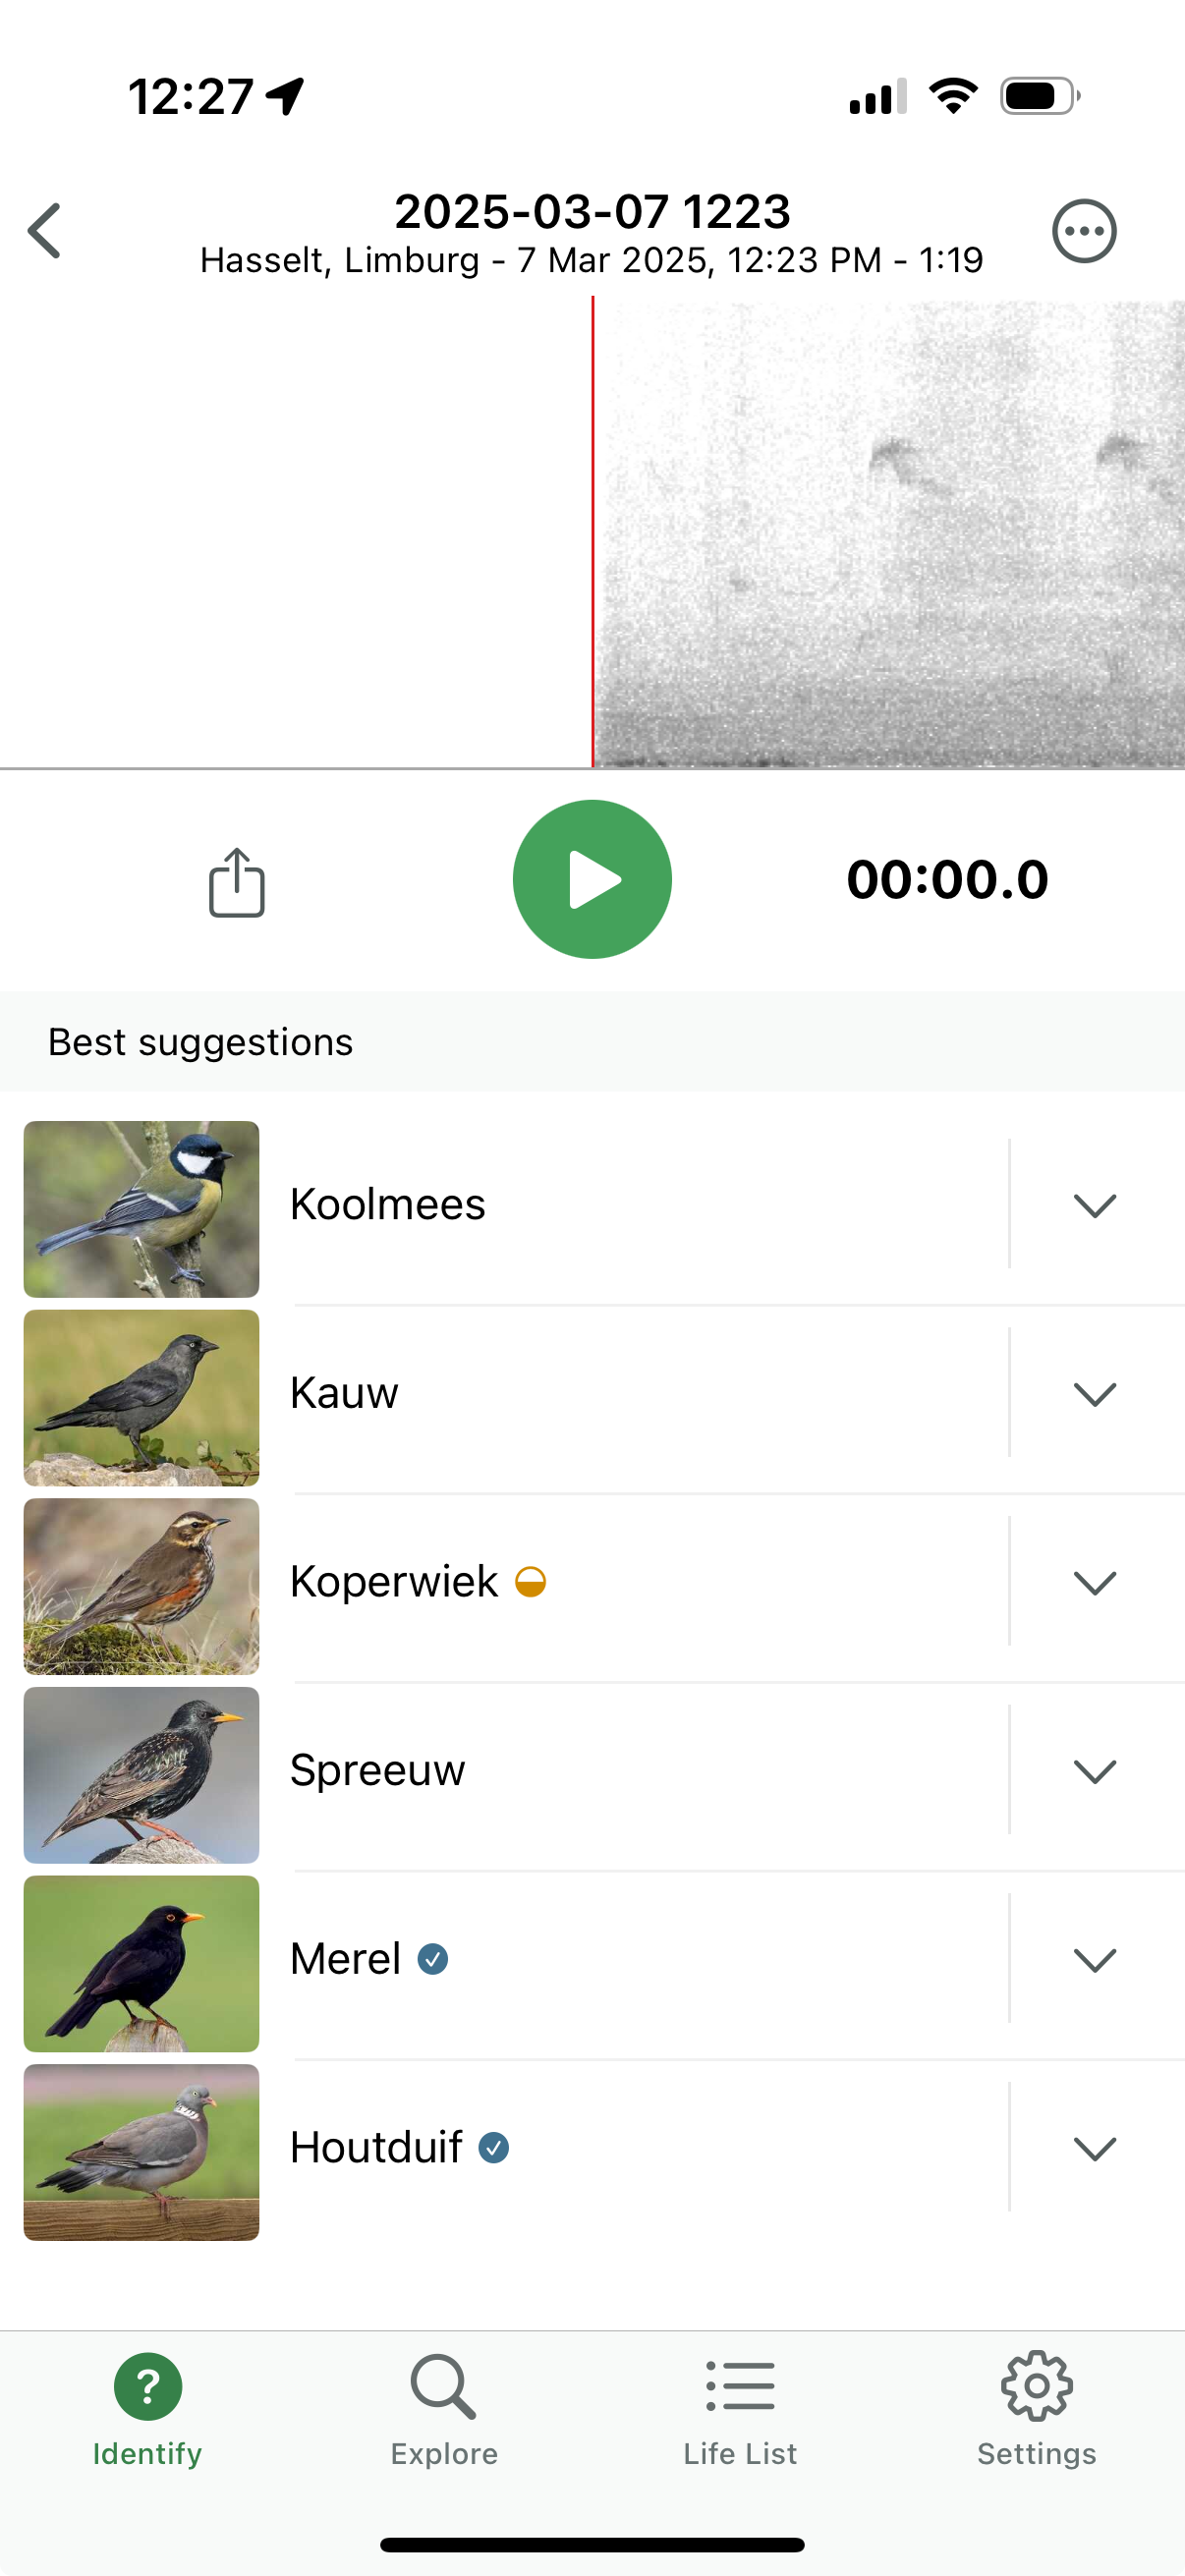 12:27
2025-03-07 1223
Hasselt, Limburg - 7 Mar 2025, 12:23 PM - 1:19
00:00.0
Best suggestions
Koolmees
Kauw
Koperwiek
Spreeuw
Merel
Houtduif
?
Identify
Explore
Life List
Settings